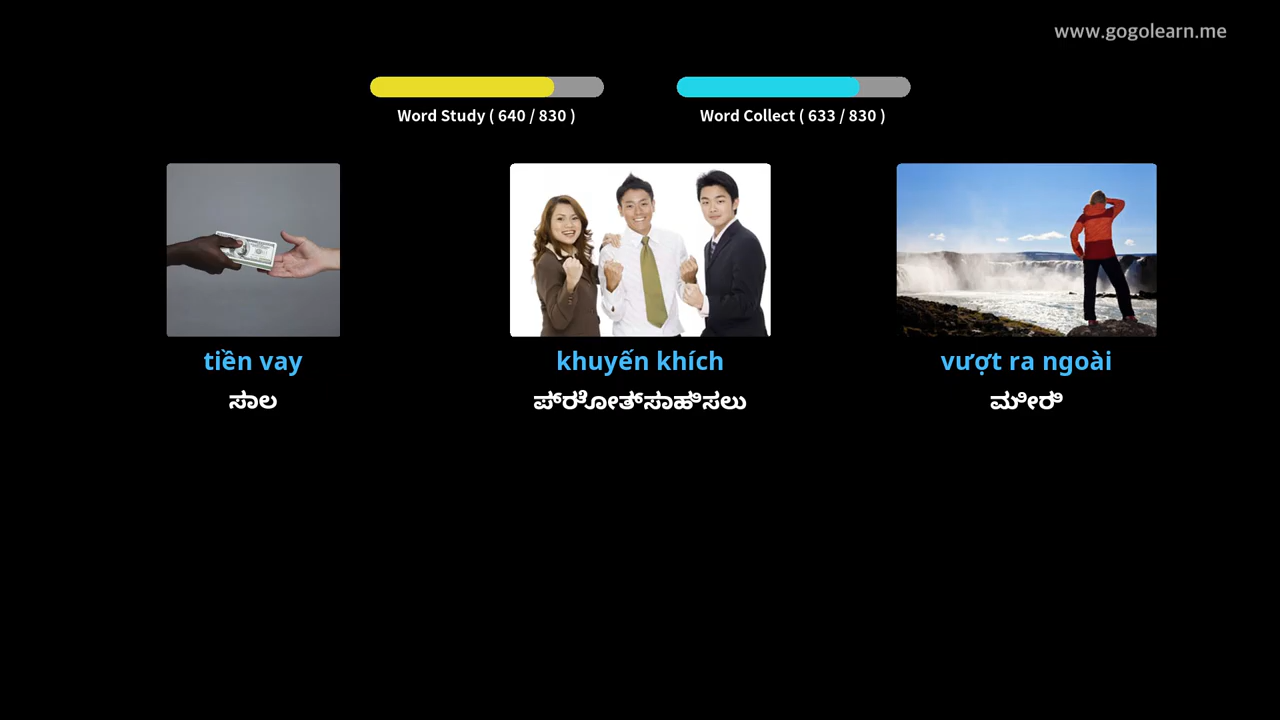 www.gogolearn.me
Word Study ( 640 / 830 )
Word Collect ( 633 / 830 )
tiền vay
khuyến khích
vượt ra ngoài
ಸಾಲ
ಪ್ರೋತ್ಸಾಹಿಸಲು
ಮೀರಿ